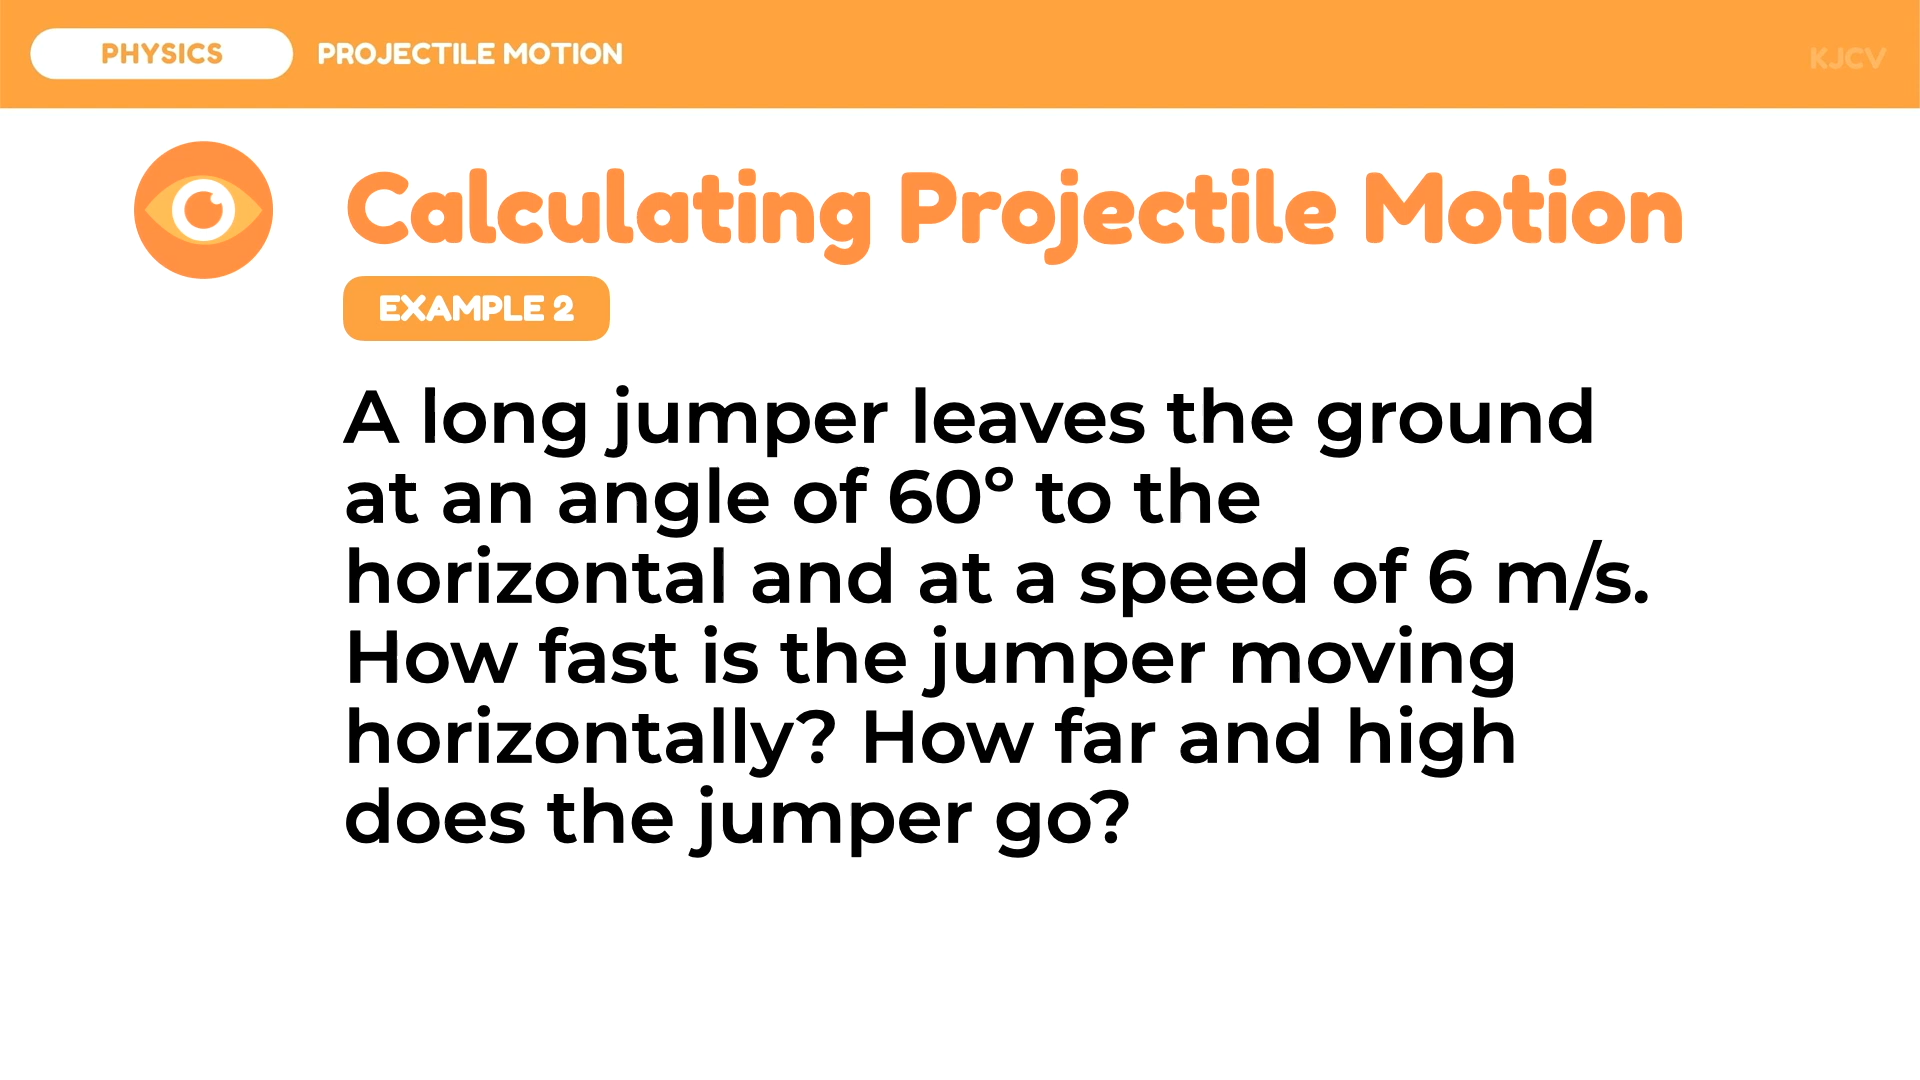 PHYSICS
PROJECTILE MOTION
KJCV
Calculating Projectile Motion
EXAMPLE 2
A long jumper leaves the ground
at an angle of 60º to the
horizontal and at a speed of 6 m/s.
How fast is the jumper moving
horizontally? How far and high
does the jumper go?